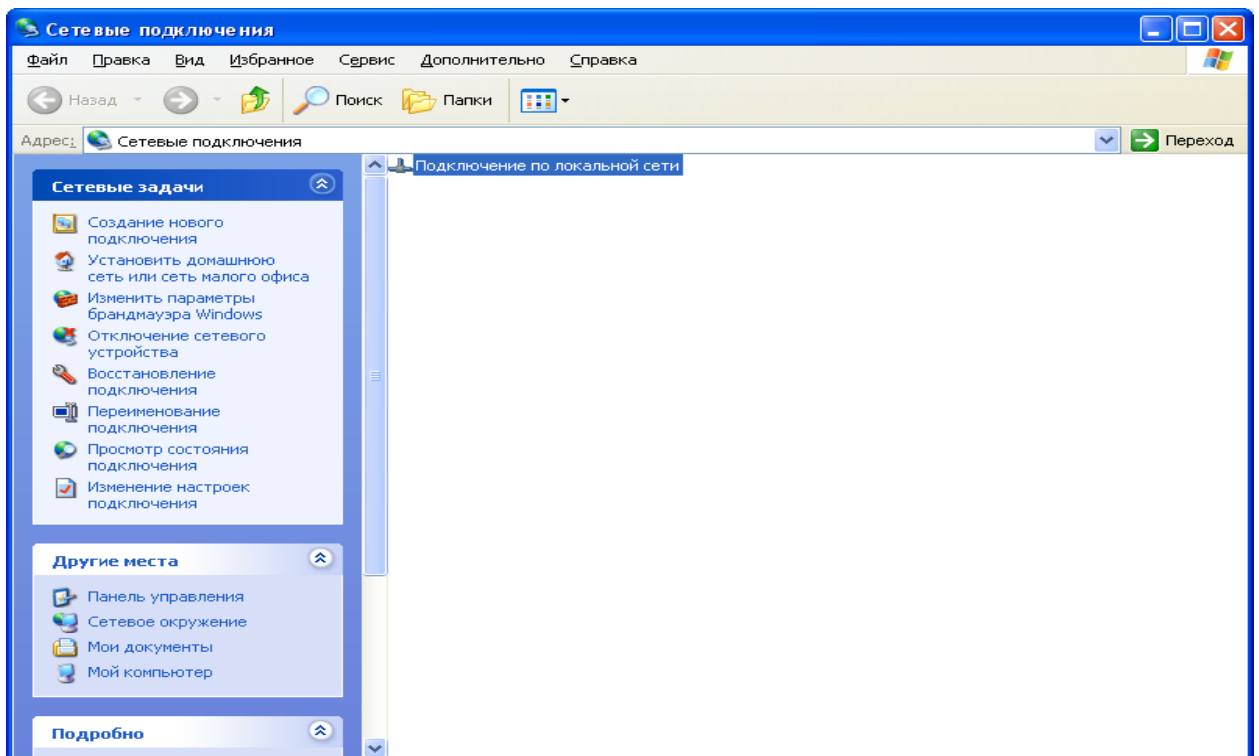 Сетевые подключения
Файл Правка Вид Избранное Сервис Дополнительно Справка
Назад Поиск Папки
Адрес: Сетевые подключения Переход
Подключение по локальной сети
Сетевые задачи
Создание нового
подключения
Установить домашнюю
сеть или сеть малого офиса
Изменить параметры
брандмауэра Windows
Отключение сетевого
устройства
Восстановление
подключения
Переименование
подключения
Просмотр состояния
подключения
Изменение настроек
подключения
Другие места
Панель управления
Сетевое окружение
Мои документы
Мой компьютер
Подробно